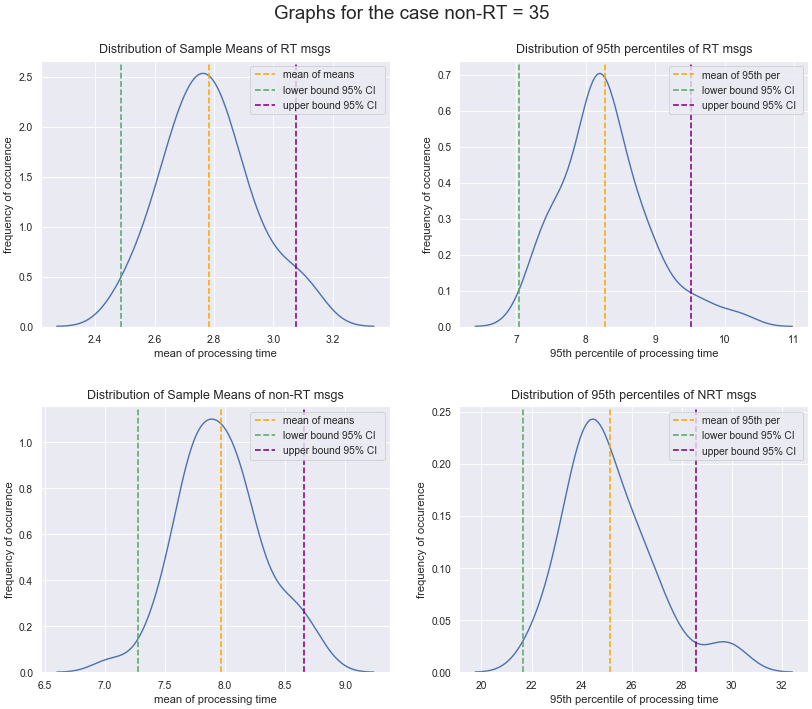 Graphs for the case non-RT = 35
Distribution of Sample Means of RT msgs
mean of means
lower bound 95% CI
upper bound 95% CI
frequency of occurence
2.5
2.0
1.5
1.0
0.5
0.0
2.4 2.6 2.8 3.0 3.2
mean of processing time
Distribution of 95th percentiles of RT msgs
mean of 95th per
lower bound 95% CI
upper bound 95% CI
frequency of occurence
0.7
0.6
0.5
0.4
0.3
0.2
0.1
0.0
7 8 9 10 11
95th percentile of processing time
Distribution of Sample Means of non-RT msgs
mean of means
lower bound 95% CI
upper bound 95% CI
frequency of occurence
1.0
0.8
0.6
0.4
0.2
0.0
6.5 7.0 7.5 8.0 8.5 9.0
mean of processing time
Distribution of 95th percentiles of NRT msgs
mean of 95th per
lower bound 95% CI
upper bound 95% CI
frequency of occurence
0.25
0.20
0.15
0.10
0.05
0.00
20 22 24 26 28 30 32
95th percentile of processing time